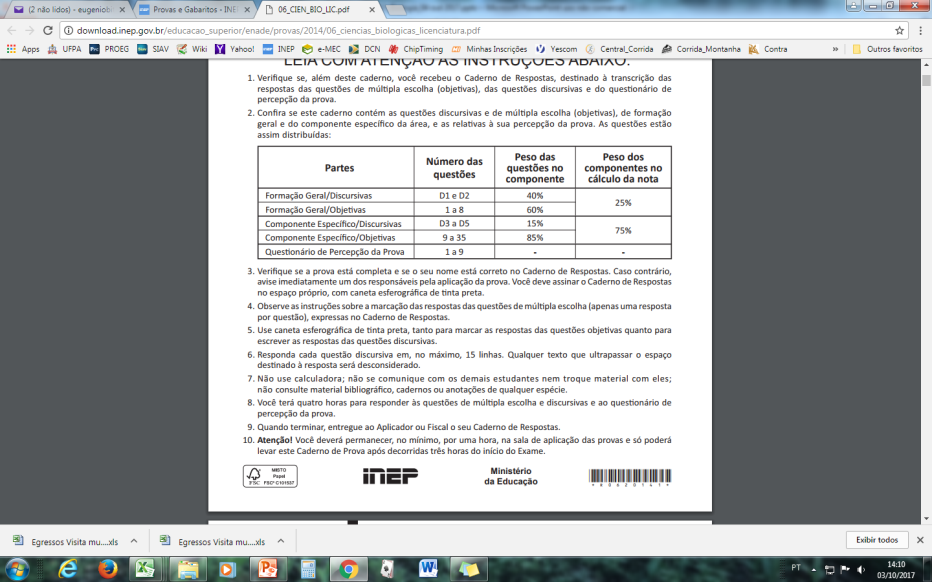 (2 não lidos) - eugeniobl
Provas e Gabaritos - INE
06_CIEN_BIO_LIC.pdf
download.inep.gov.br/educacao_superior/enade/provas/2014/06_ciencias_biologicas_licenciatura.pdf
Apps UFPA PROEG SIAV Wiki Yahoo! INEP e-MEC DCN ChipTiming Minhas Inscrições Yescom Central_Corrida Corrida_Montanha Contra » Outros favoritos
LEIA COM ATENÇÃO AS INSTRUÇÕES ABAIXO.
1. Verifique se, além deste caderno, você recebeu o Caderno de Respostas, destinado à transcrição das
respostas das questões de múltipla escolha (objetivas), das questões discursivas e do questionário de
percepção da prova.
2. Confira se este caderno contém as questões discursivas e de múltipla escolha (objetivas), de formação
geral e do componente específico da área, e as relativas à sua percepção da prova. As questões estão
assim distribuídas:
Partes
Número das
questões
Peso das
questões no
componente
Peso dos
componentes no
cálculo da nota
Formação Geral/Discursivas D1 e D2 40%
25%
Formação Geral/Objetivas 1 a 8 60%
Componente Específico/Discursivas D3 a D5 15%
75%
Componente Específico/Objetivas 9 a 35 85%
Questionário de Percepção da Prova 1 a 9 - -
3. Verifique se a prova está completa e se o seu nome está correto no Caderno de Respostas. Caso contrário,
avise imediatamente um dos responsáveis pela aplicação da prova. Você deve assinar o Caderno de Respostas
no espaço próprio, com caneta esferográfica de tinta preta.
4. Observe as instruções sobre a marcação das respostas das questões de múltipla escolha (apenas uma resposta
por questão), expressas no Caderno de Respostas.
5. Use caneta esferográfica de tinta preta, tanto para marcar as respostas das questões objetivas quanto para
escrever as respostas das questões discursivas.
6. Responda cada questão discursiva em, no máximo, 15 linhas. Qualquer texto que ultrapassar o espaço
destinado à resposta será desconsiderado.
7. Não use calculadora; não se comunique com os demais estudantes nem troque material com eles;
não consulte material bibliográfico, cadernos ou anotações de qualquer espécie.
8. Você terá quatro horas para responder às questões de múltipla escolha e discursivas e ao questionário de
percepção da prova.
9. Quando terminar, entregue ao Aplicador ou Fiscal o seu Caderno de Respostas.
10. Atenção! Você deverá permanecer, no mínimo, por uma hora, na sala de aplicação das provas e só poderá
levar este Caderno de Prova após decorridas três horas do início do Exame.
FSC
MISTO
Papel
FSC® C101537
INEP
Ministério
da Educação
*A0620141*
Egressos Visita mu....xls
Egressos Visita mu....xls
Exibir todos
PT
14:10
03/10/2017